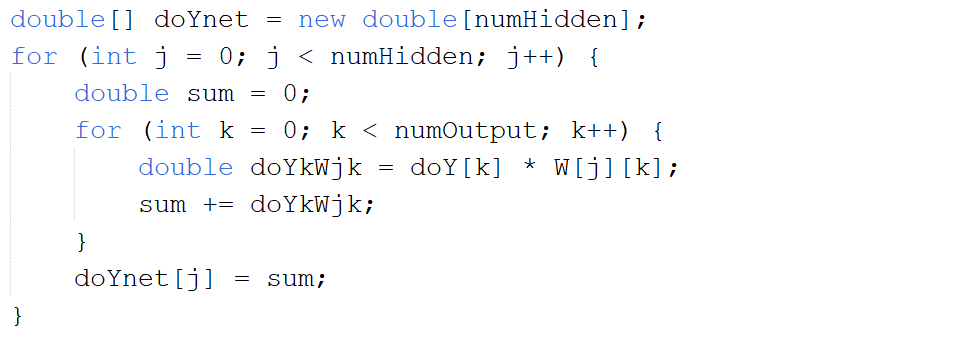 double[] doYnet = new double[numHidden];
for (int j = 0; j < numHidden; j++) {
    double sum = 0;
    for (int k = 0; k < numOutput; k++) {
        double doYkWjk = doY[k] * W[j][k];
        sum += doYkWjk;
    }
    doYnet[j] = sum;
}